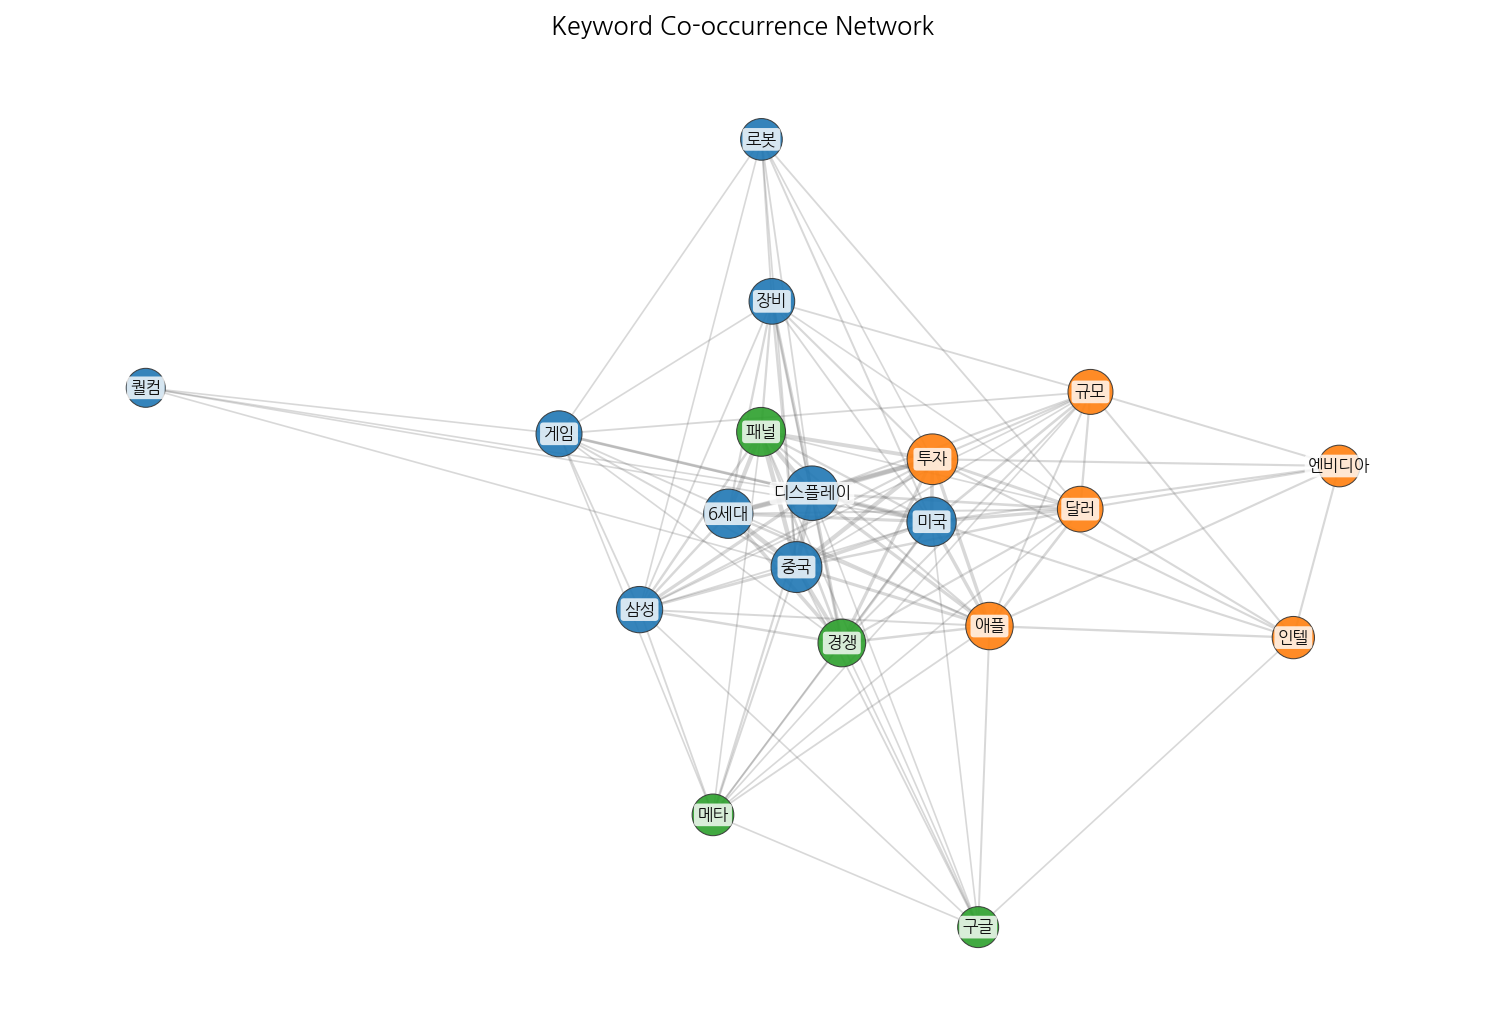 Keyword Co-occurrence Network
로봇
장비
퀄컴
규모
게임
패널
투자
엔비디아
디스플레이
6세대
달러
미국
중국
삼성
애플
인텔
경쟁
메타
구글